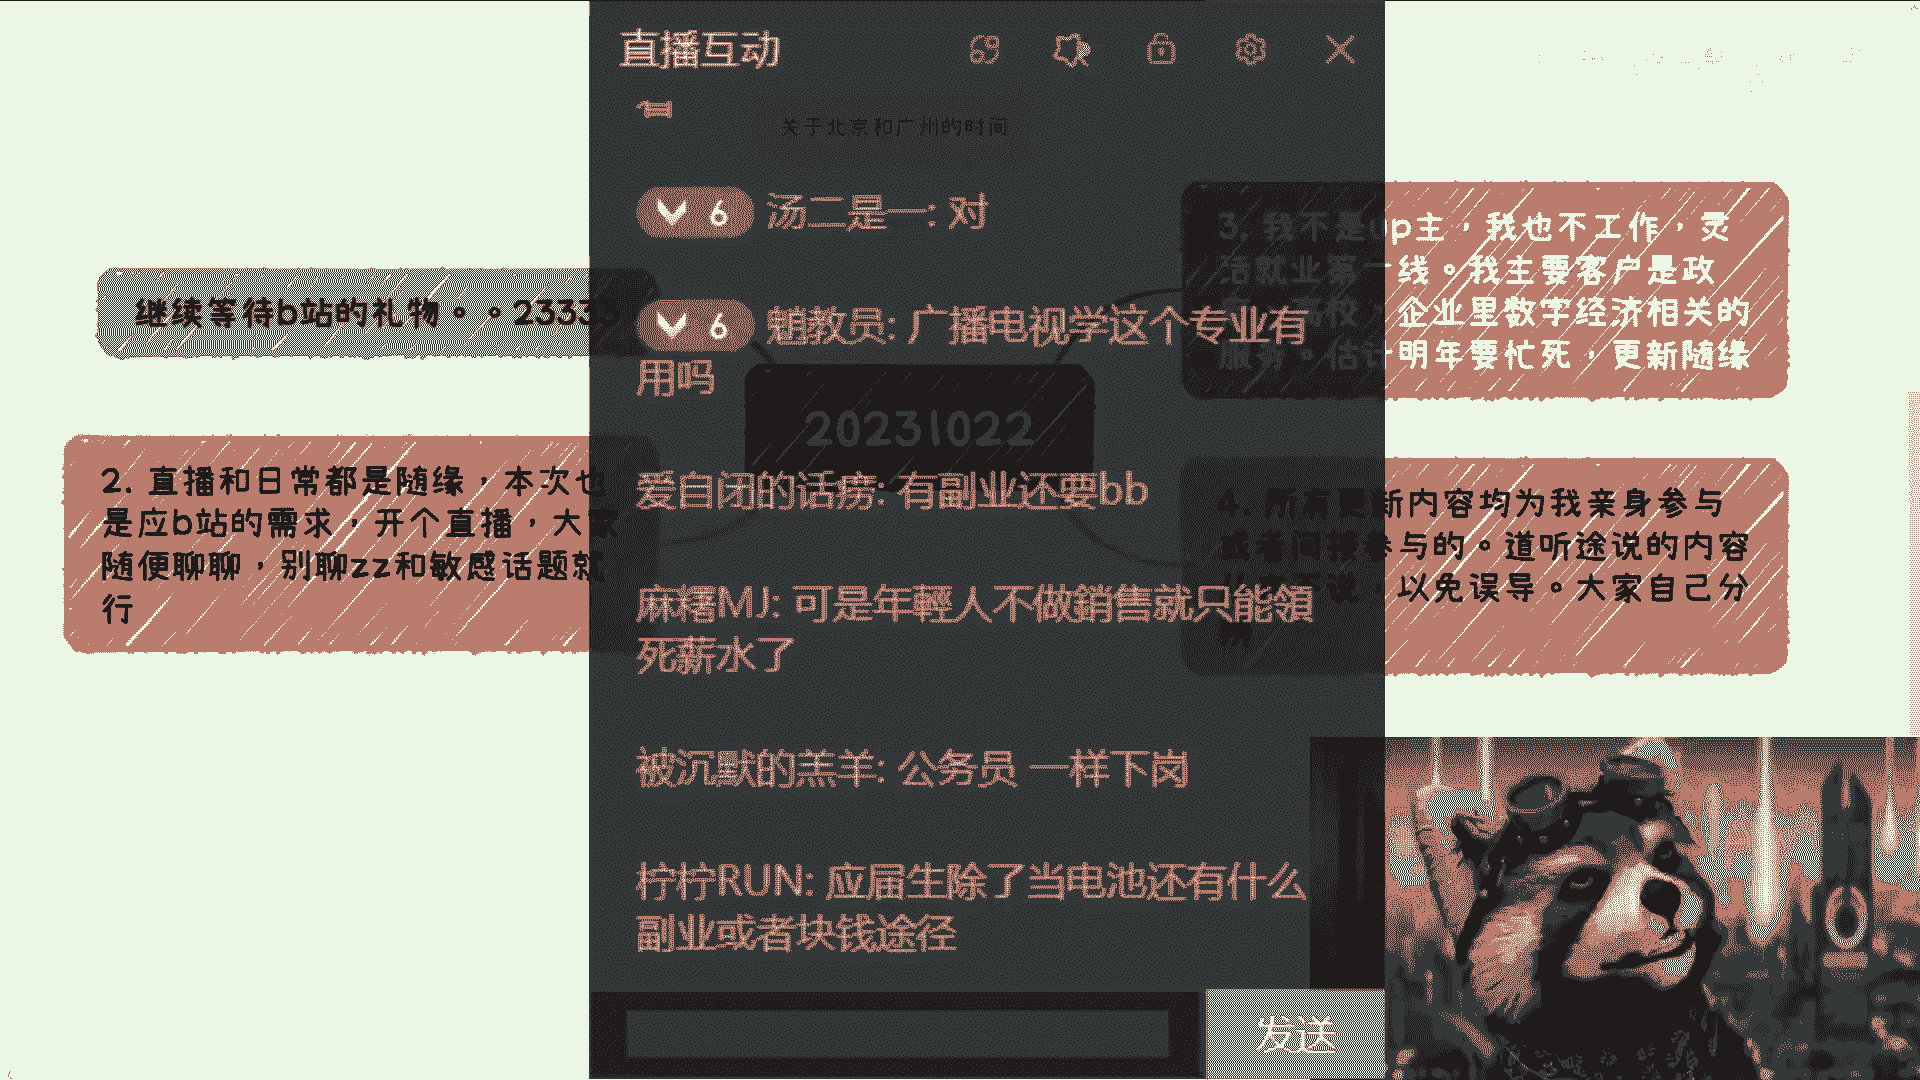 直播互动
关于北京和广州的时间
6 汤二是一: 对
6 魈教员: 广播电视学这个专业有
用吗
爱自闭的话痨: 有副业还要bb
麻糬MJ: 可是年輕人不做銷售就只能領
死薪水了
被沉默的羔羊: 公务员 一样下岗
柠柠RUN: 应届生除了当电池还有什么
副业或者块钱途径
发送
继续等待b站的礼物。。23333
2. 直播和日常都是随缘，本次也
是应b站的需求，开个直播，大家
随便聊聊，别聊zz和敏感话题就
行
20231022
3. 我不是up主，我也不工作，灵
活就业第一线。我主要客户是政
高校，企业里数字经济相关的
服务。估计明年要忙死，更新随缘
4. 所有更新内容均为我亲身参与
或者间接参与的。道听途说的内容
说，以免误导。大家自己分